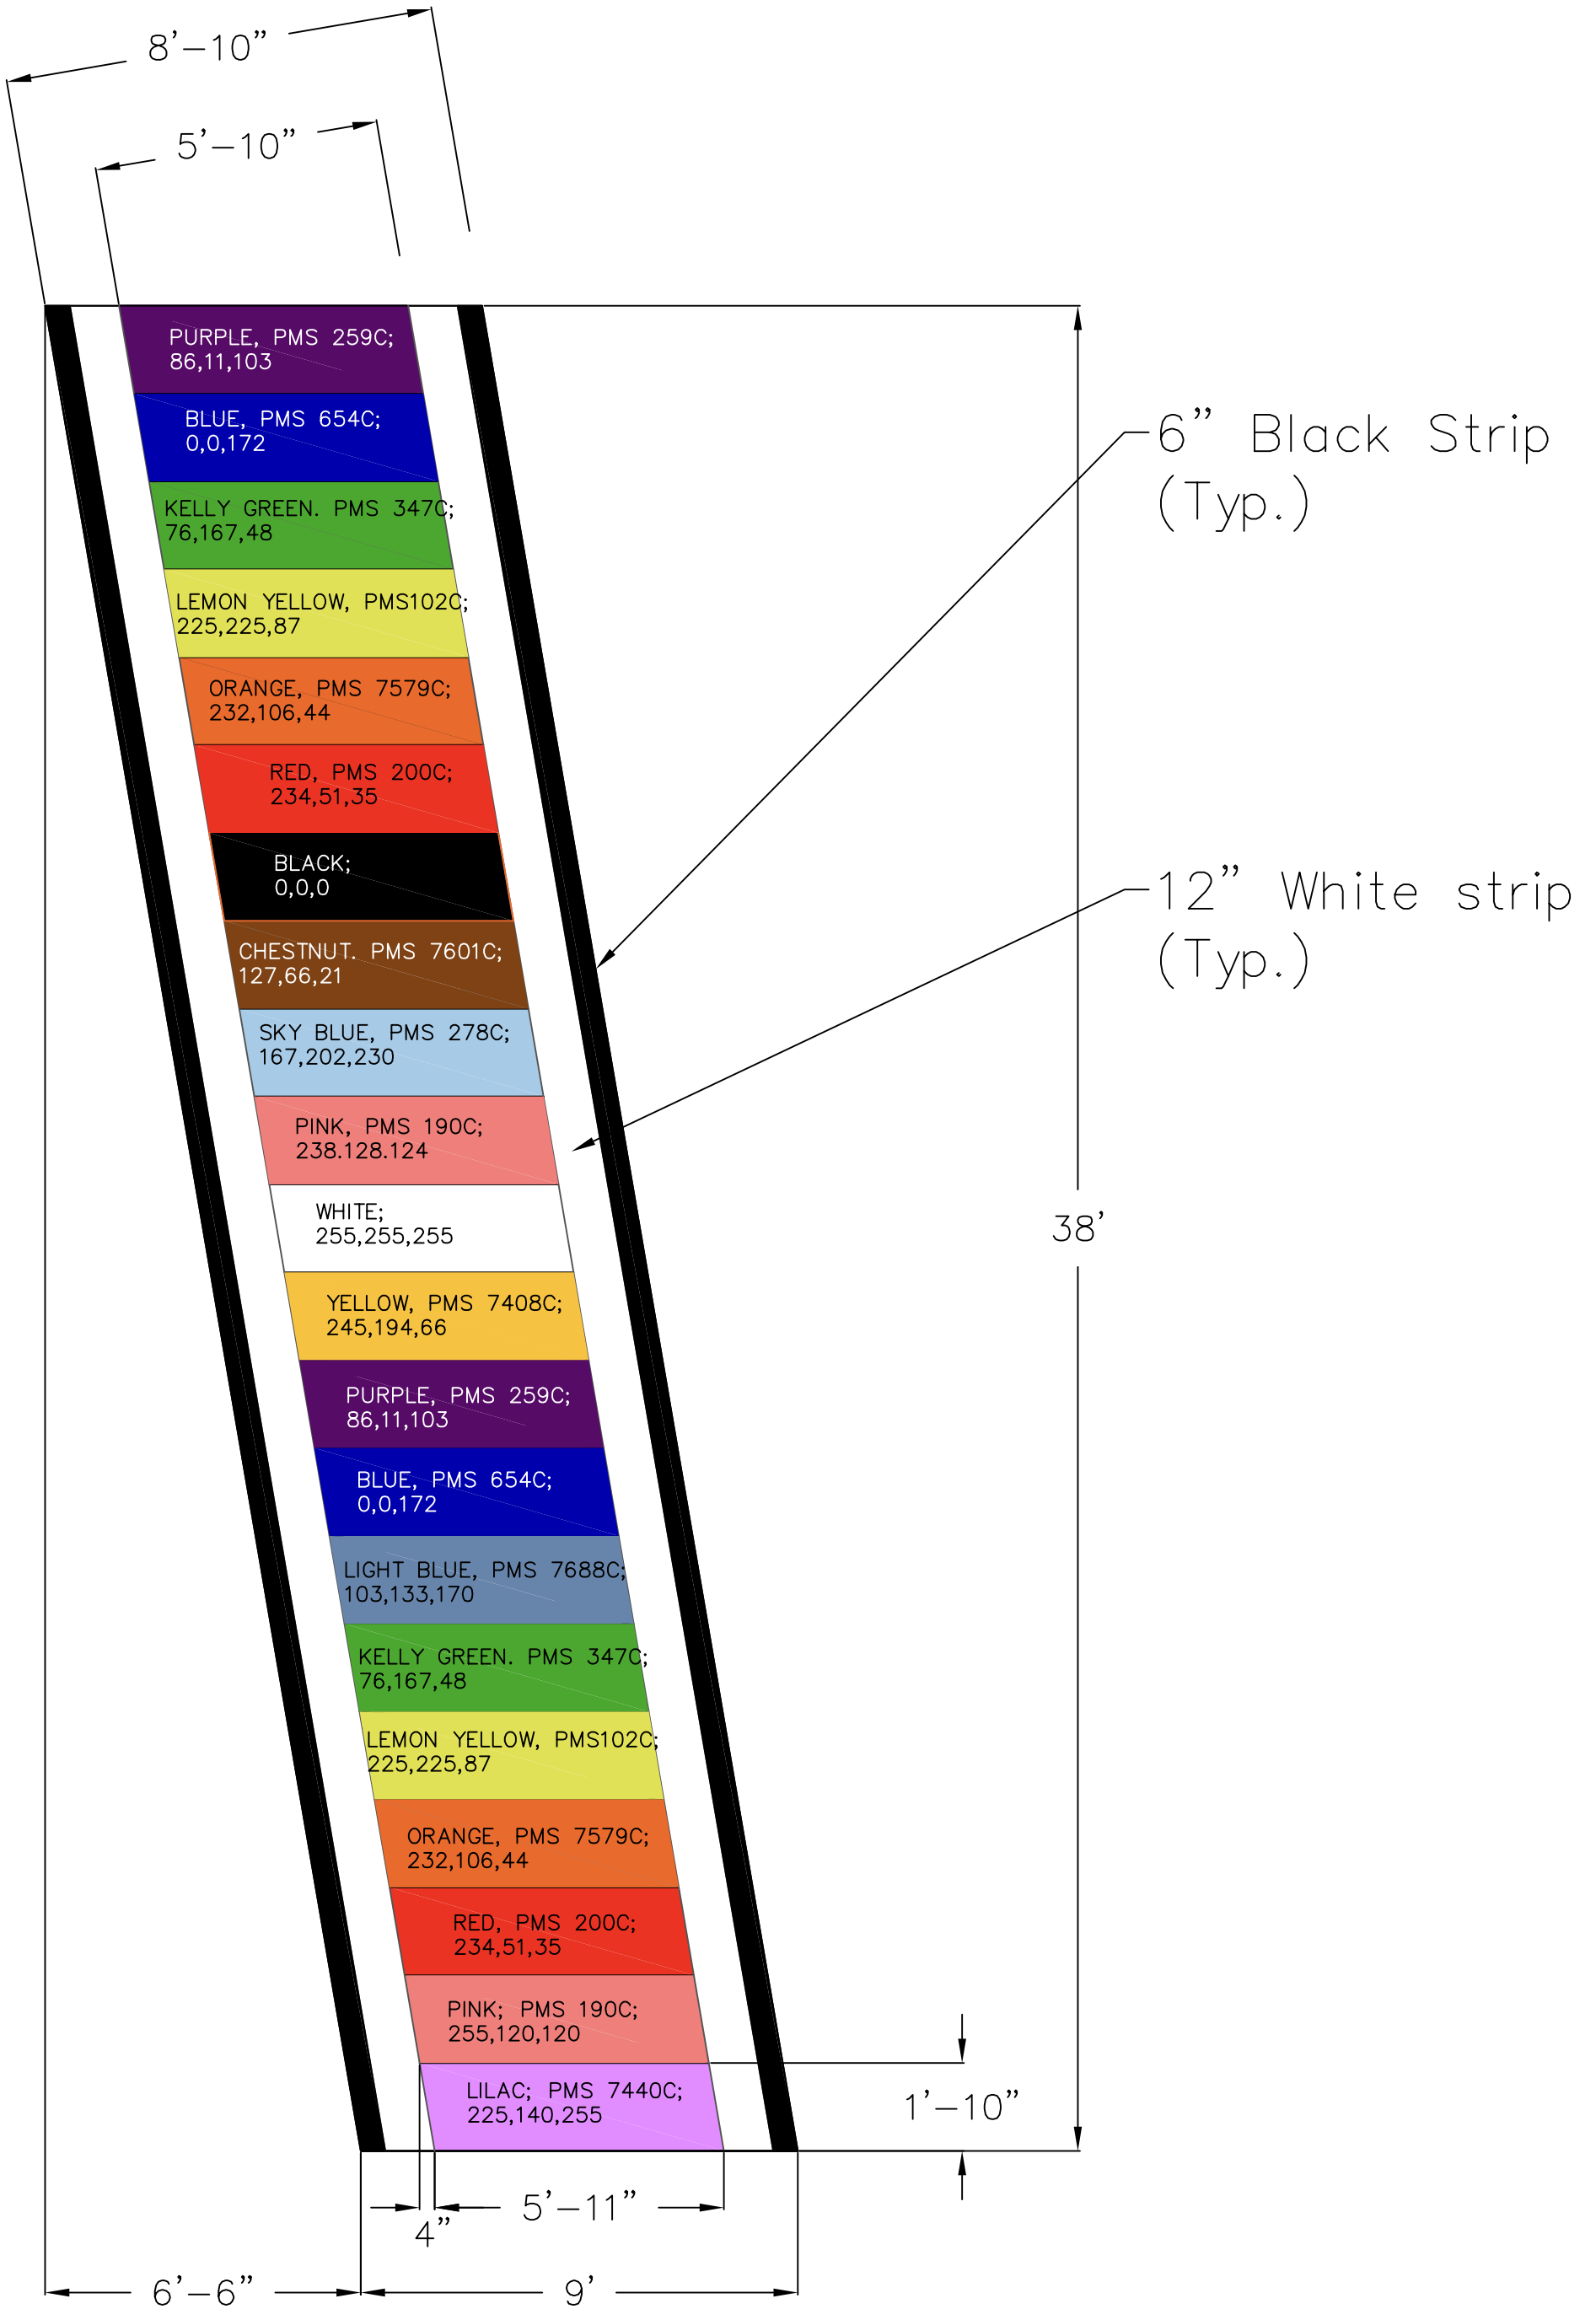 8'-10"
5'-10"
PURPLE, PMS 259C;
86,11,103
BLUE, PMS 654C;
0,0,172
6" Black Strip
(Typ.)
KELLY GREEN. PMS 347C;
76,167,48
LEMON YELLOW, PMS102C;
225,225,87
ORANGE, PMS 7579C;
232,106,44
RED, PMS 200C;
234,51,35
BLACK;
0,0,0
12" White strip
(Typ.)
CHESTNUT. PMS 7601C;
127,66,21
SKY BLUE, PMS 278C;
167,202,230
PINK, PMS 190C;
238.128.124
WHITE;
255,255,255
38'
YELLOW, PMS 7408C;
245,194,66
PURPLE, PMS 259C;
86,11,103
BLUE, PMS 654C;
0,0,172
LIGHT BLUE, PMS 7688C;
103,133,170
KELLY GREEN. PMS 347C;
76,167,48
LEMON YELLOW, PMS102C;
225,225,87
ORANGE, PMS 7579C;
232,106,44
RED, PMS 200C;
234,51,35
PINK; PMS 190C;
255,120,120
LILAC; PMS 7440C;
225,140,255
1'-10"
5'-11"
4"
6'-6"
9'